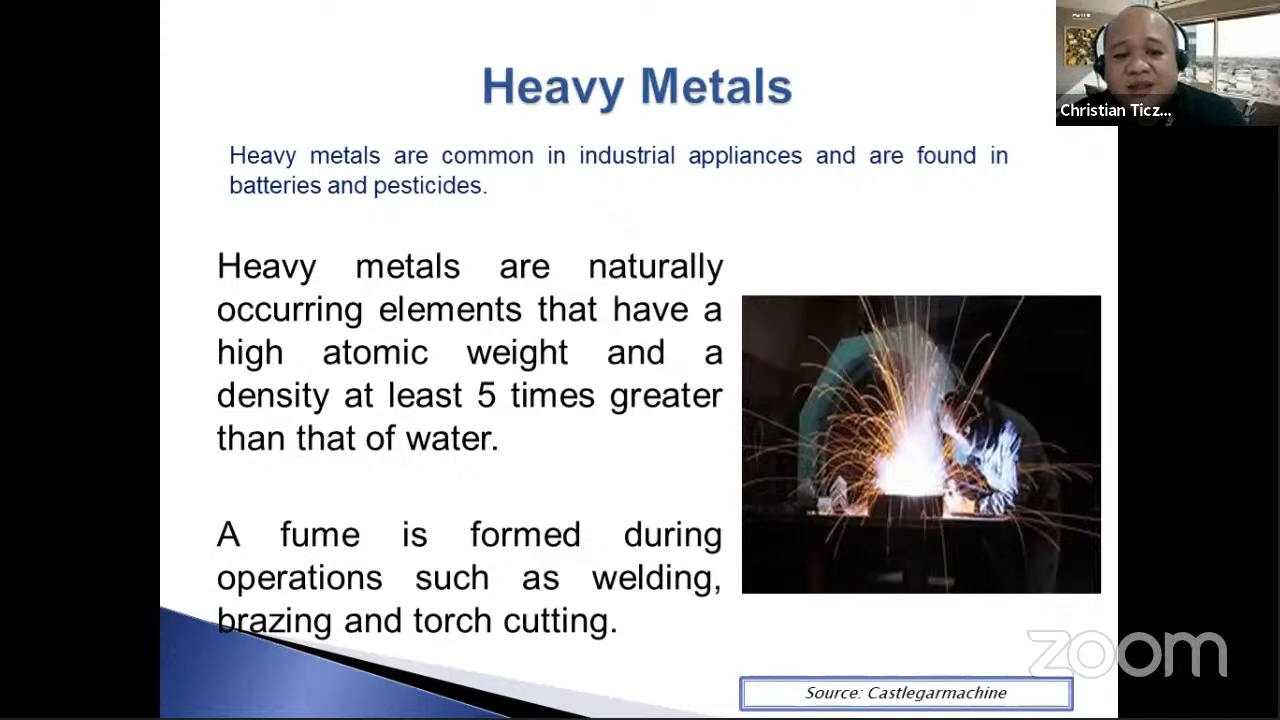 Heavy Metals
Christian Ticz...
Heavy metals are common in industrial appliances and are found in
batteries and pesticides.
Heavy metals are naturally
occurring elements that have a
high atomic weight and a
density at least 5 times greater
than that of water.
A fume is formed during
operations such as welding,
brazing and torch cutting.
zoom
Source: Castlegarmachine